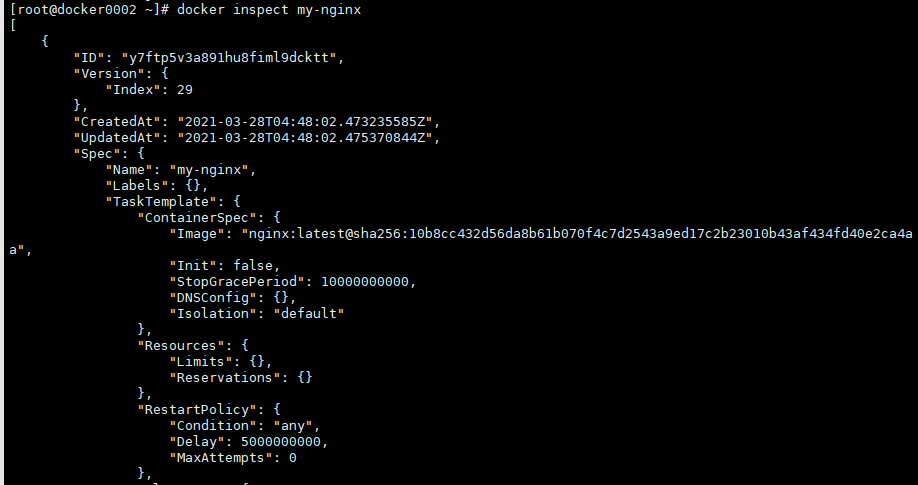 [root@docker0002 ~]# docker inspect my-nginx
[
    {
        "ID": "y7ftp5v3a891hu8fiml9dcktt",
        "Version": {
            "Index": 29
        },
        "CreatedAt": "2021-03-28T04:48:02.473235585Z",
        "UpdatedAt": "2021-03-28T04:48:02.475370844Z",
        "Spec": {
            "Name": "my-nginx",
            "Labels": {},
            "TaskTemplate": {
                "ContainerSpec": {
                    "Image": "nginx:latest@sha256:10b8cc432d56da8b61b070f4c7d2543a9ed17c2b23010b43af434fd40e2ca4a
a",
                    "Init": false,
                    "StopGracePeriod": 10000000000,
                    "DNSConfig": {},
                    "Isolation": "default"
                },
                "Resources": {
                    "Limits": {},
                    "Reservations": {}
                },
                "RestartPolicy": {
                    "Condition": "any",
                    "Delay": 5000000000,
                    "MaxAttempts": 0
                },